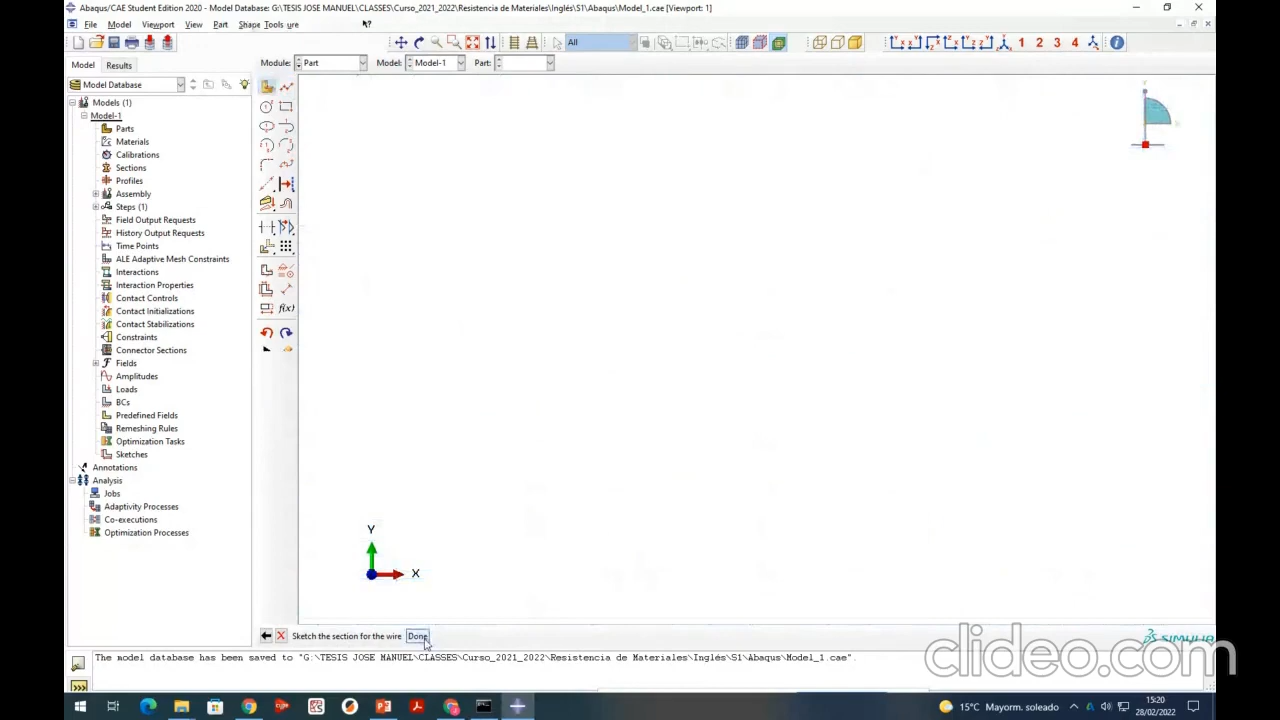 Abaqus/CAE Student Edition 2020 - Model Database: G:\TESIS JOSE MANUEL\CLASSES\Curso_2021_2022\Resistencia de Materiales\Inglés\S1\Abaqus\Model_1.cae [Viewport: 1]
File Model Viewport View Part Shape Tools ure
All
1 2 3 4
Model Results
Module: Part Model: Model-1 Part:
Model Database
Models (1)
Model-1
Parts
Materials
Calibrations
Sections
Profiles
Assembly
Steps (1)
Field Output Requests
History Output Requests
Time Points
ALE Adaptive Mesh Constraints
Interactions
Interaction Properties
Contact Controls
Contact Initializations
Contact Stabilizations
Constraints
Connector Sections
Fields
Amplitudes
Loads
BCs
Predefined Fields
Remeshing Rules
Optimization Tasks
Sketches
Annotations
Analysis
Jobs
Adaptivity Processes
Co-executions
Optimization Processes
f(x)
Y
X
Sketch the section for the wire Done
SIMULIA
The model database has been saved to "G:\TESIS JOSE MANUEL\CLASSES\Curso_2021_2022\Resistencia de Materiales\Inglés\S1\Abaqus\Model_1.cae".
clideo.com
15°C Mayorm. soleado
15:20
28/02/2022